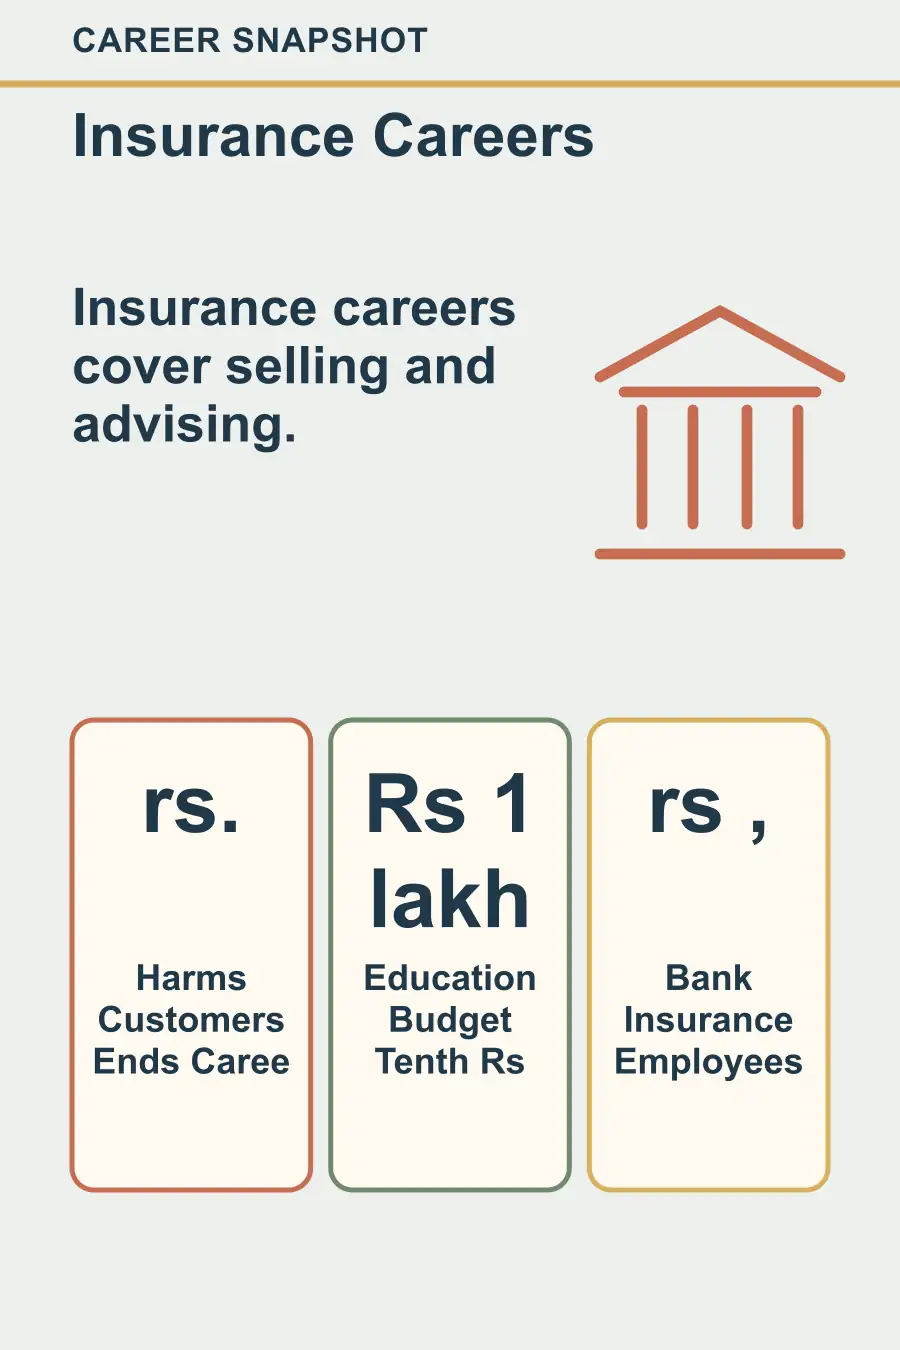 CAREER SNAPSHOT
Insurance Careers
Insurance careers
cover selling and
advising.
rs.
Harms
Customers
Ends Caree
Rs 1
lakh
Education
Budget
Tenth Rs
rs ,
Bank
Insurance
Employees